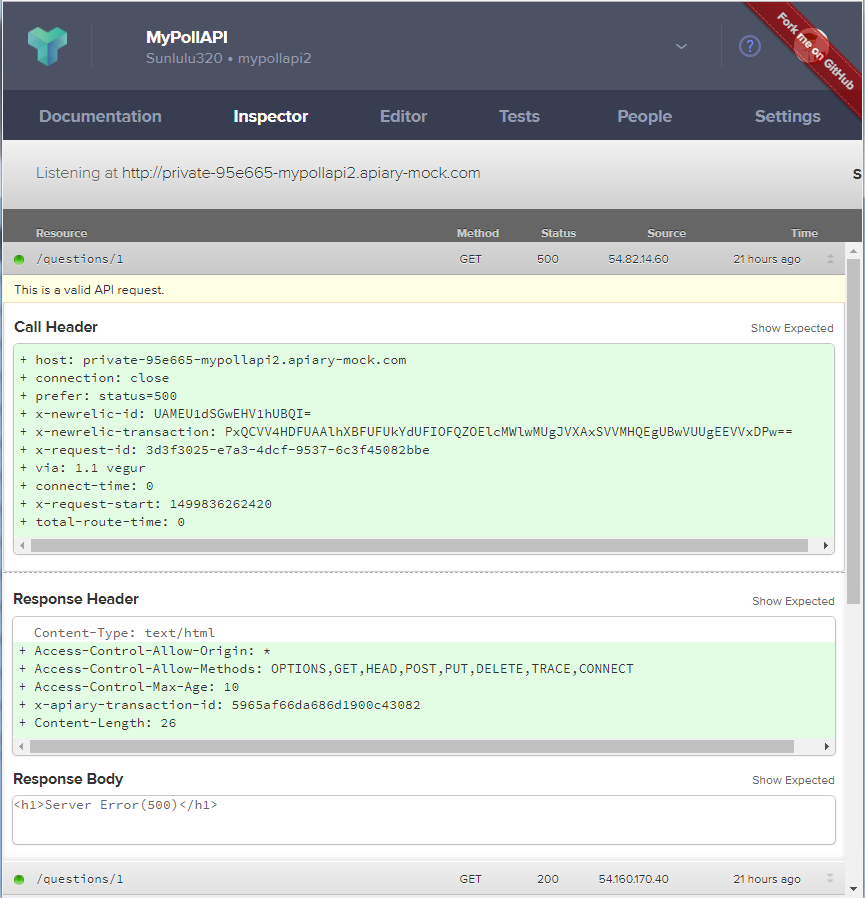 MyPollAPI
Sunlulu320 • mypollapi2
?
Fork me on GitHub
Documentation Inspector Editor Tests People Settings
Listening at http://private-95e665-mypollapi2.apiary-mock.com S
Resource Method Status Source Time
/questions/1 GET 500 54.82.14.60 21 hours ago
This is a valid API request.
Call Header Show Expected
+ host: private-95e665-mypollapi2.apiary-mock.com
+ connection: close
+ prefer: status=500
+ x-newrelic-id: UAMEU1dSGwEHV1hUBQI=
+ x-newrelic-transaction: PxQCVV4HDFUAAlhXBFUFUkYdUFIOFQZOElcMWlwMUgJVXAxSVVMHQEgUBwVUUgEEVVxDPw==
+ x-request-id: 3d3f3025-e7a3-4dcf-9537-6c3f45082bbe
+ via: 1.1 vegur
+ connect-time: 0
+ x-request-start: 1499836262420
+ total-route-time: 0
Response Header Show Expected
Content-Type: text/html
+ Access-Control-Allow-Origin: *
+ Access-Control-Allow-Methods: OPTIONS,GET,HEAD,POST,PUT,DELETE,TRACE,CONNECT
+ Access-Control-Max-Age: 10
+ x-apiary-transaction-id: 5965af66da686d1900c43082
+ Content-Length: 26
Response Body Show Expected
<h1>Server Error(500)</h1>
/questions/1 GET 200 54.160.170.40 21 hours ago